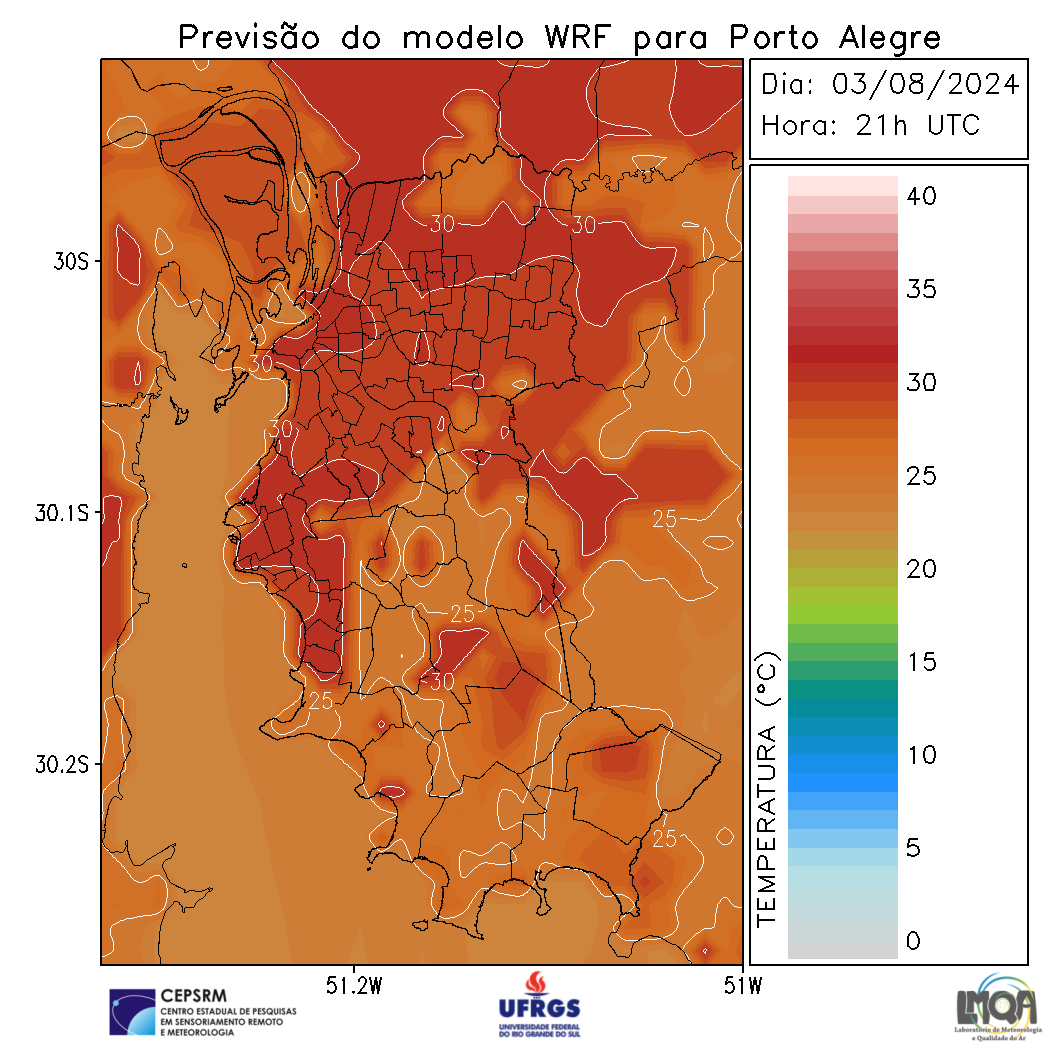 Previsão do modelo WRF para Porto Alegre
Dia: 03/08/2024
Hora: 21h UTC
30S
30.1S
30.2S
51.2W
51W
30
30
30
30
25
25
30
25
25
TEMPERATURA (°C)
40
35
30
25
20
15
10
5
0
CEPSRM
CENTRO ESTADUAL DE PESQUISAS
EM SENSORIAMENTO REMOTO
E METEOROLOGIA
UFRGS
UNIVERSIDADE FEDERAL
DO RIO GRANDE DO SUL
LMQA
Laboratório de Meteorologia
e Qualidade do Ar